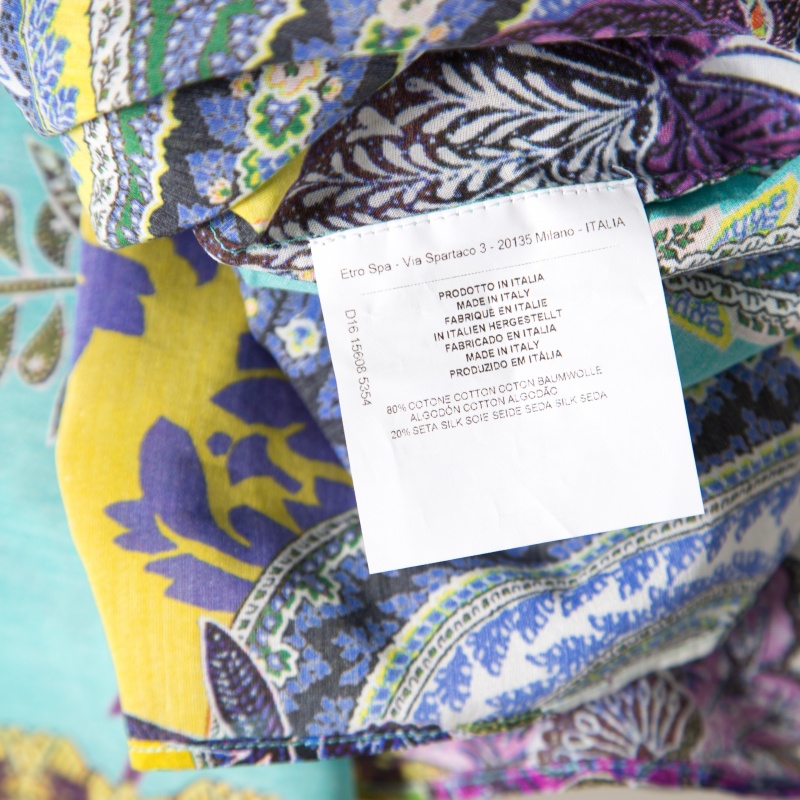 Etro Spa - Via Spartaco 3 - 20135 Milano - ITALIA
PRODOTTO IN ITALIA
MADE IN ITALY
FABRIQUÉ EN ITALIE
IN ITALIEN HERGESTELLT
FABRICADO EN ITALIA
MADE IN ITALY
PRODUZIDO EM ITÁLIA
D16 15608 5354
80% COTONE COTTON COTON BAUMWOLLE
ALGODÓN COTTON ALGODÃO
20% SETA SILK SOIE SEIDE SEDA SILK SEDA